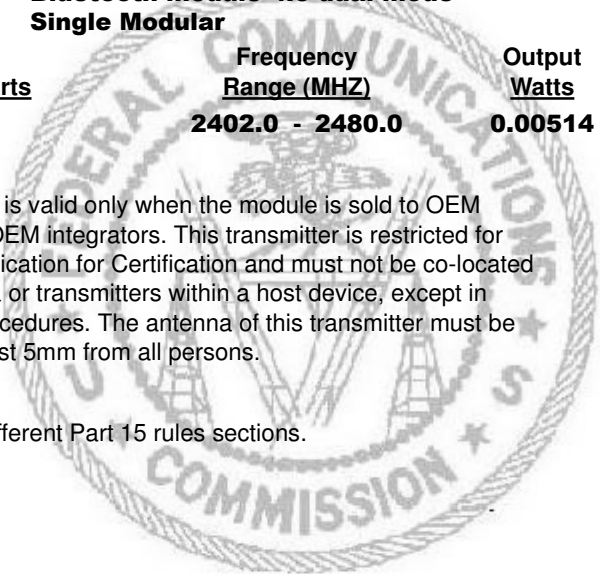 Single Modular
Frequency Output
rts Range (MHZ) Watts
2402.0 - 2480.0 0.00514
FEDERAL COMMUNICATIONS COMMISSION
is valid only when the module is sold to OEM
OEM integrators. This transmitter is restricted for
ication for Certification and must not be co-located
or transmitters within a host device, except in
cedures. The antenna of this transmitter must be
st 5mm from all persons.
fferent Part 15 rules sections.
U S
-